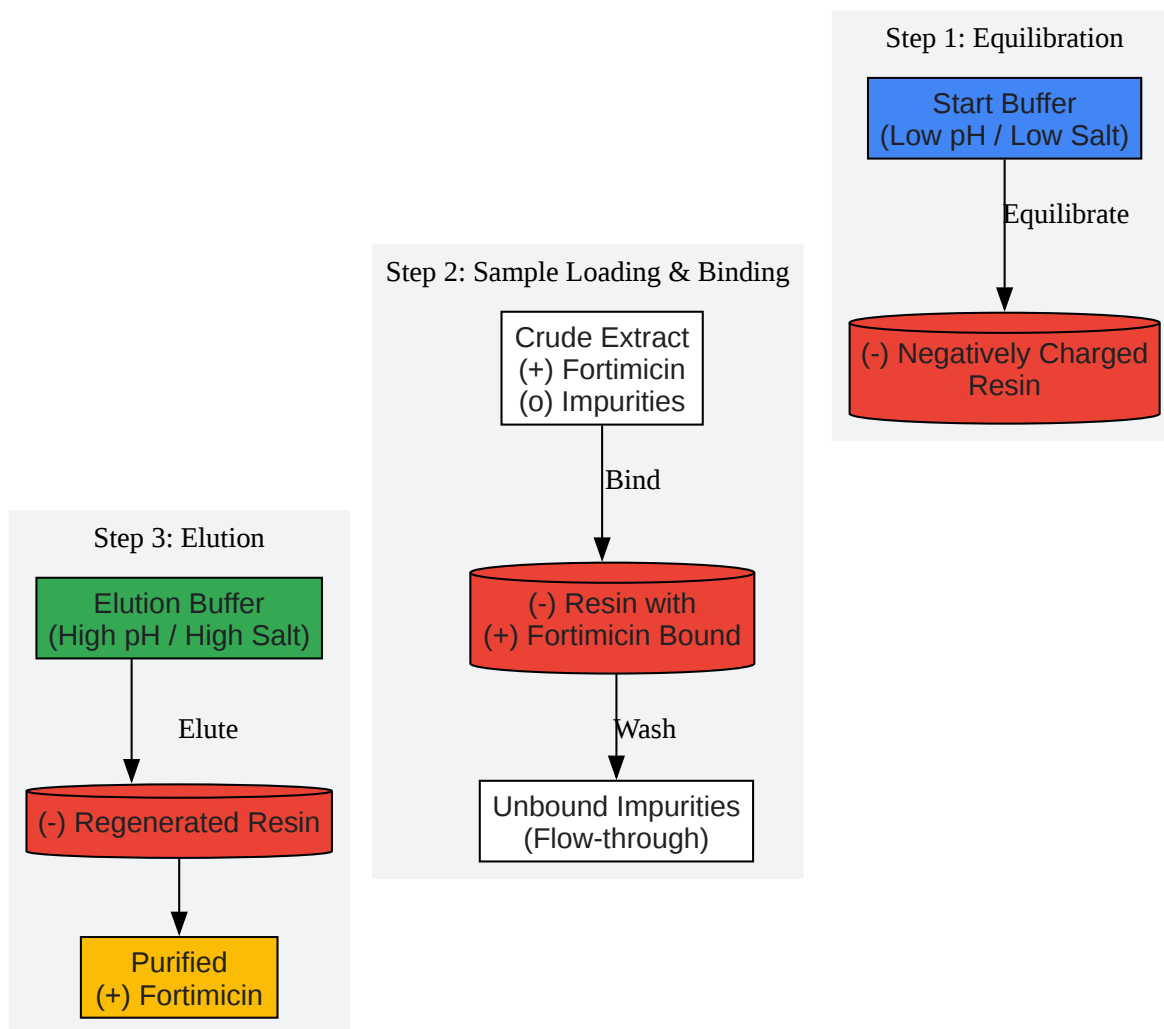 Step 1: Equilibration
Start Buffer
(Low pH / Low Salt)
Equilibrate
(-) Negatively Charged
Resin
Step 2: Sample Loading & Binding
Crude Extract
(+) Fortimicin
(o) Impurities
Bind
(-) Resin with
(+) Fortimicin Bound
Wash
Unbound Impurities
(Flow-through)
Step 3: Elution
Elution Buffer
(High pH / High Salt)
Elute
(-) Regenerated Resin
Purified
(+) Fortimicin